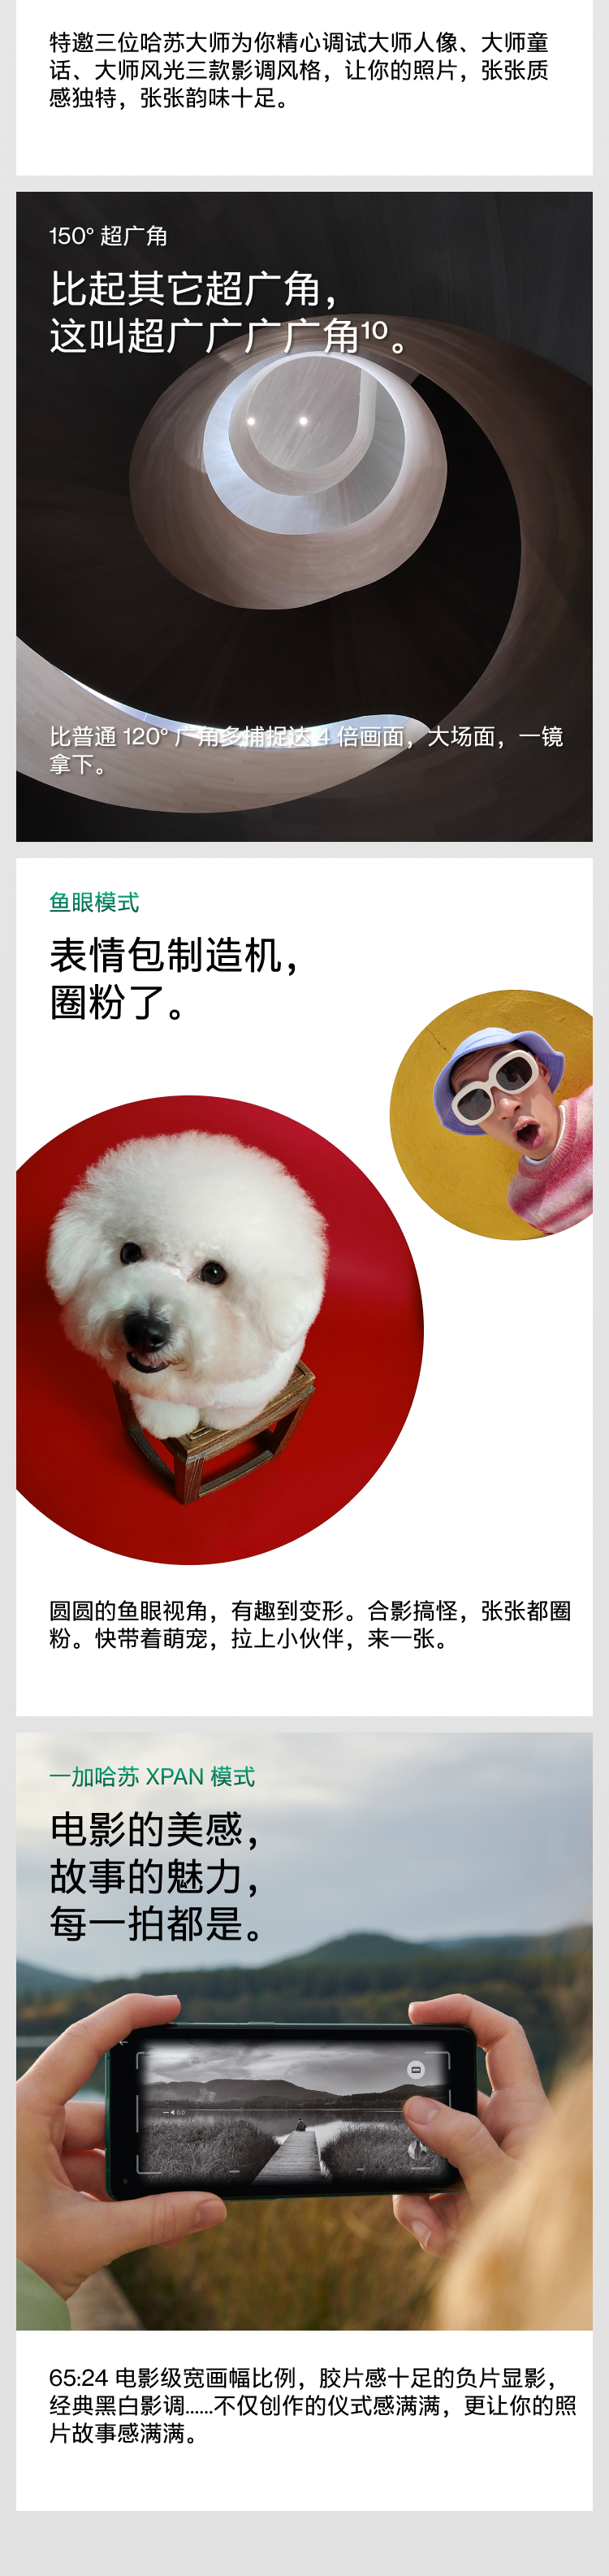 特邀三位哈苏大师为你精心调试大师人像、大师童
话、大师风光三款影调风格，让你的照片，张张质
感独特，张张韵味十足。
150° 超广角
比起其它超广角，
这叫超广广广广角10。
比普通 120° 广角多捕捉达 4 倍画面，大场面，一镜
拿下。
鱼眼模式
表情包制造机，
圈粉了。
圆圆的鱼眼视角，有趣到变形。合影搞怪，张张都圈
粉。快带着萌宠，拉上小伙伴，来一张。
一加哈苏 XPAN 模式
电影的美感，
故事的魅力，
每一拍都是。
0.0
65:24 电影级宽画幅比例，胶片感十足的负片显影，
经典黑白影调......不仅创作的仪式感满满，更让你的照
片故事感满满。